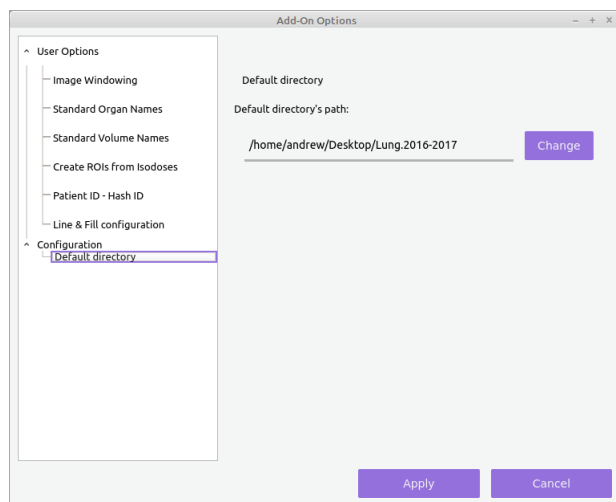 Add-On Options
User Options
Image Windowing
Standard Organ Names
Standard Volume Names
Create ROIs from Isodoses
Patient ID - Hash ID
Line & Fill configuration
Configuration
Default directory
Default directory
Default directory's path:
/home/andrew/Desktop/Lung.2016-2017
Change
Apply
Cancel